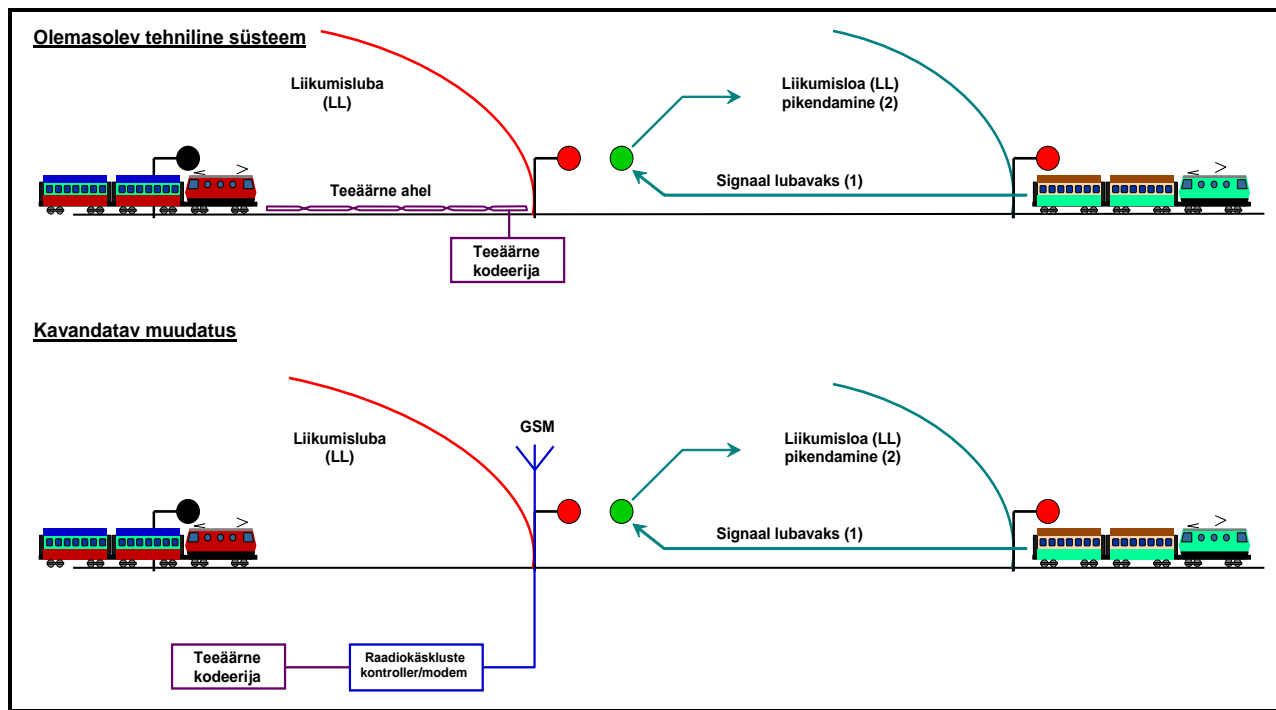 Olemasolev tehniline süsteem
Liikumisluba
(LL)
Liikumisloa (LL)
pikendamine (2)
Teeäärne ahel
Signaal lubavaks (1)
Teeäärne
kodeerija
Kavandatav muudatus
Liikumisluba
(LL)
GSM
Liikumisloa (LL)
pikendamine (2)
Signaal lubavaks (1)
Teeäärne
kodeerija
Raadiokäskluste
kontroller/modem